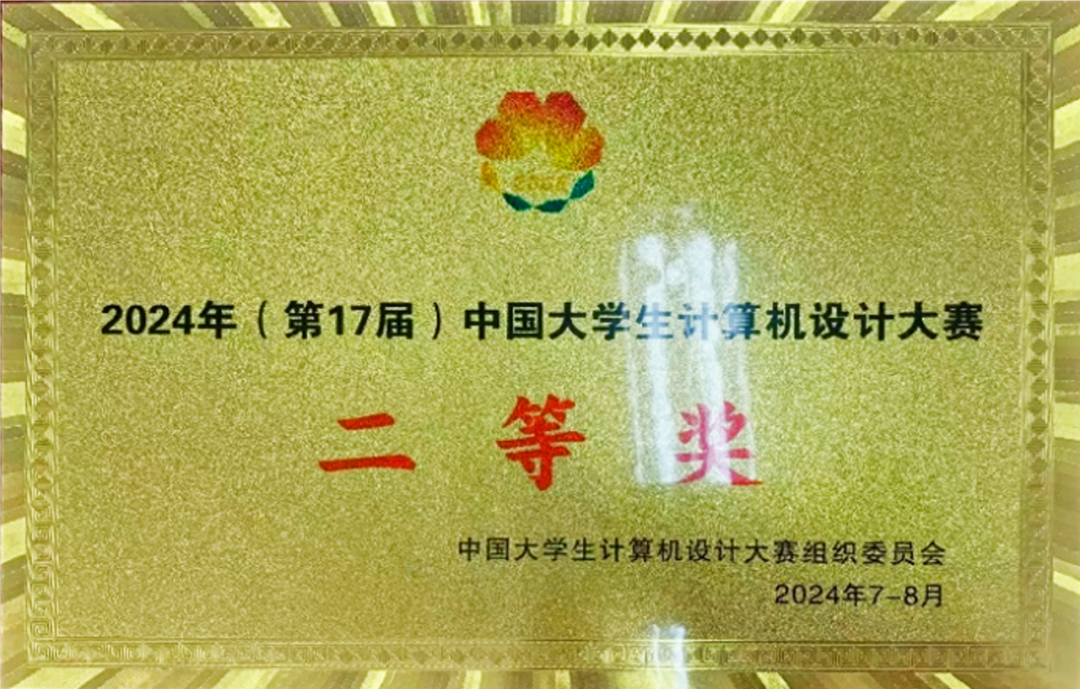 2024年（第17届）中国大学生计算机设计大赛
二等奖
中国大学生计算机设计大赛组织委员会
2024年7-8月